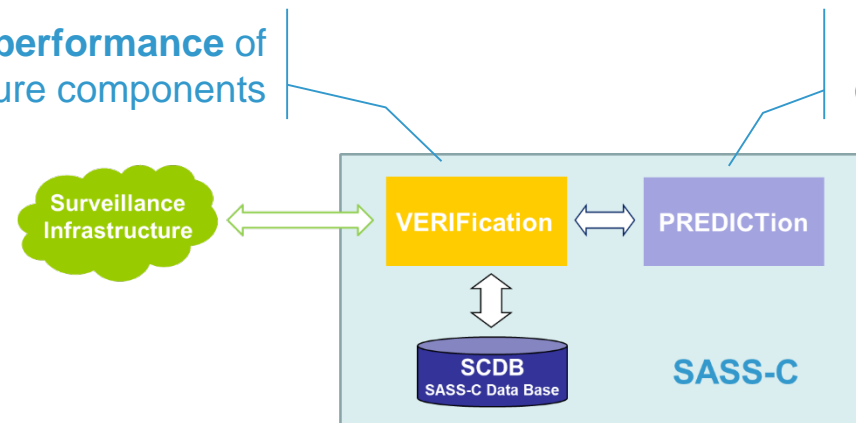 performance of
ure components
Surveillance
Infrastructure
VERIFication
PREDICTion
SCDB
SASS-C Data Base
SASS-C